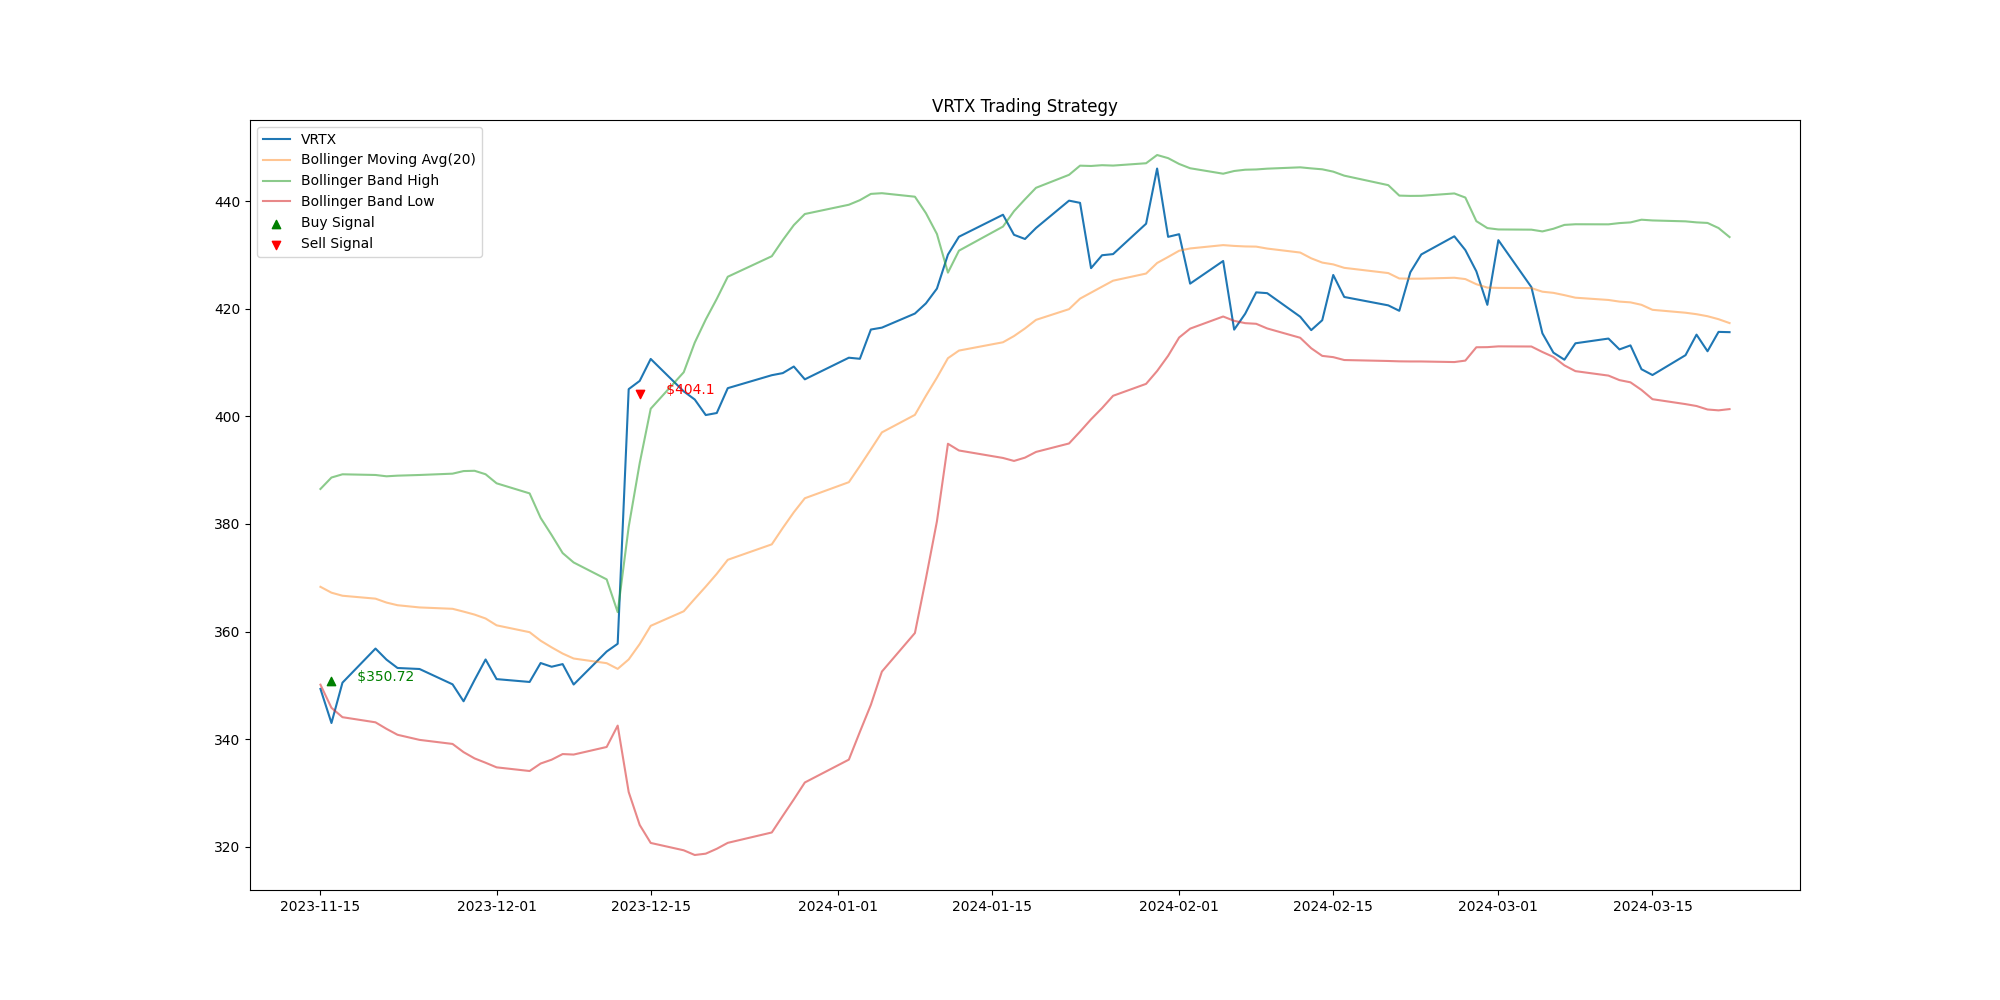 VRTX Trading Strategy
VRTX
Bollinger Moving Avg(20)
Bollinger Band High
Bollinger Band Low
Buy Signal
Sell Signal
440
420
400
380
360
340
320
$404.1
$350.72
2023-11-15
2023-12-01
2023-12-15
2024-01-01
2024-01-15
2024-02-01
2024-02-15
2024-03-01
2024-03-15